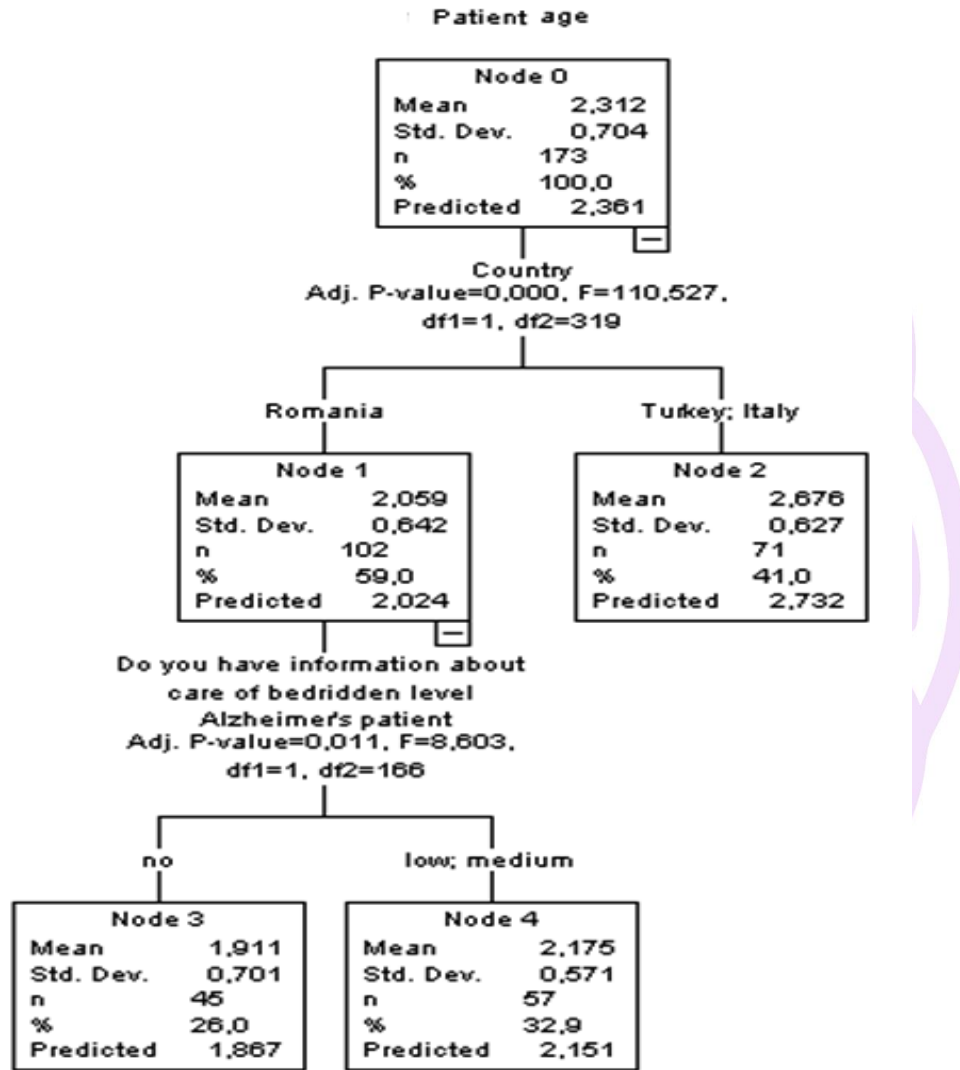 Patient age
Node 0
Mean 2,312
Std. Dev. 0,704
n 173
% 100,0
Predicted 2,361
Country
Adj. P-value=0,000, F=110,527,
df1=1, df2=319
Romania
Turkey; Italy
Node 1
Mean 2,059
Std. Dev. 0,642
n 102
% 59,0
Predicted 2,024
Node 2
Mean 2,676
Std. Dev. 0,627
n 71
% 41,0
Predicted 2,732
Do you have information about
care of bedridden level
Alzheimer's patient
Adj. P-value=0,011, F=8,603,
df1=1, df2=166
no
low; medium
Node 3
Mean 1,911
Std. Dev. 0,701
n 45
% 26,0
Predicted 1,867
Node 4
Mean 2,175
Std. Dev. 0,571
n 57
% 32,9
Predicted 2,151